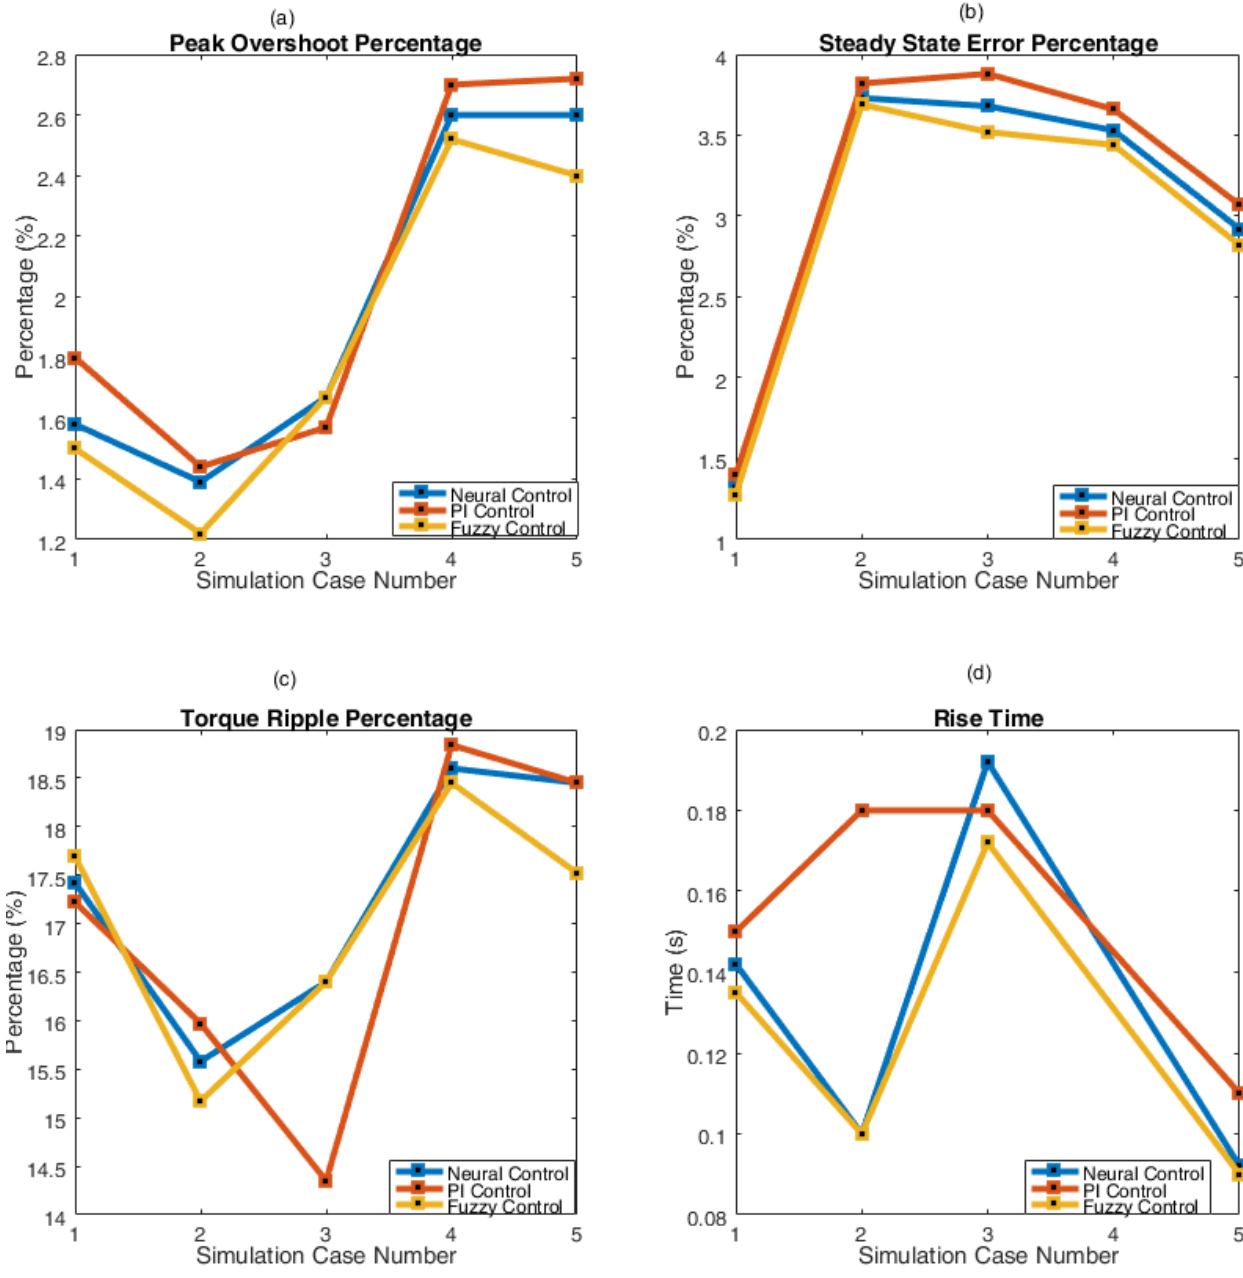 (a)
Peak Overshoot Percentage
2.8
2.6
2.4
2.2
2
1.8
1.6
1.4
1.2
Percentage (%)
1 2 3 4 5
Simulation Case Number
Neural Control
PI Control
Fuzzy Control
(b)
Steady State Error Percentage
4
3.5
3
2.5
2
1.5
1
Percentage (%)
1 2 3 4 5
Simulation Case Number
Neural Control
PI Control
Fuzzy Control
(c)
Torque Ripple Percentage
19
18.5
18
17.5
17
16.5
16
15.5
15
14.5
14
Percentage (%)
1 2 3 4 5
Simulation Case Number
Neural Control
PI Control
Fuzzy Control
(d)
Rise Time
0.2
0.18
0.16
0.14
0.12
0.1
0.08
Time (s)
1 2 3 4 5
Simulation Case Number
Neural Control
PI Control
Fuzzy Control